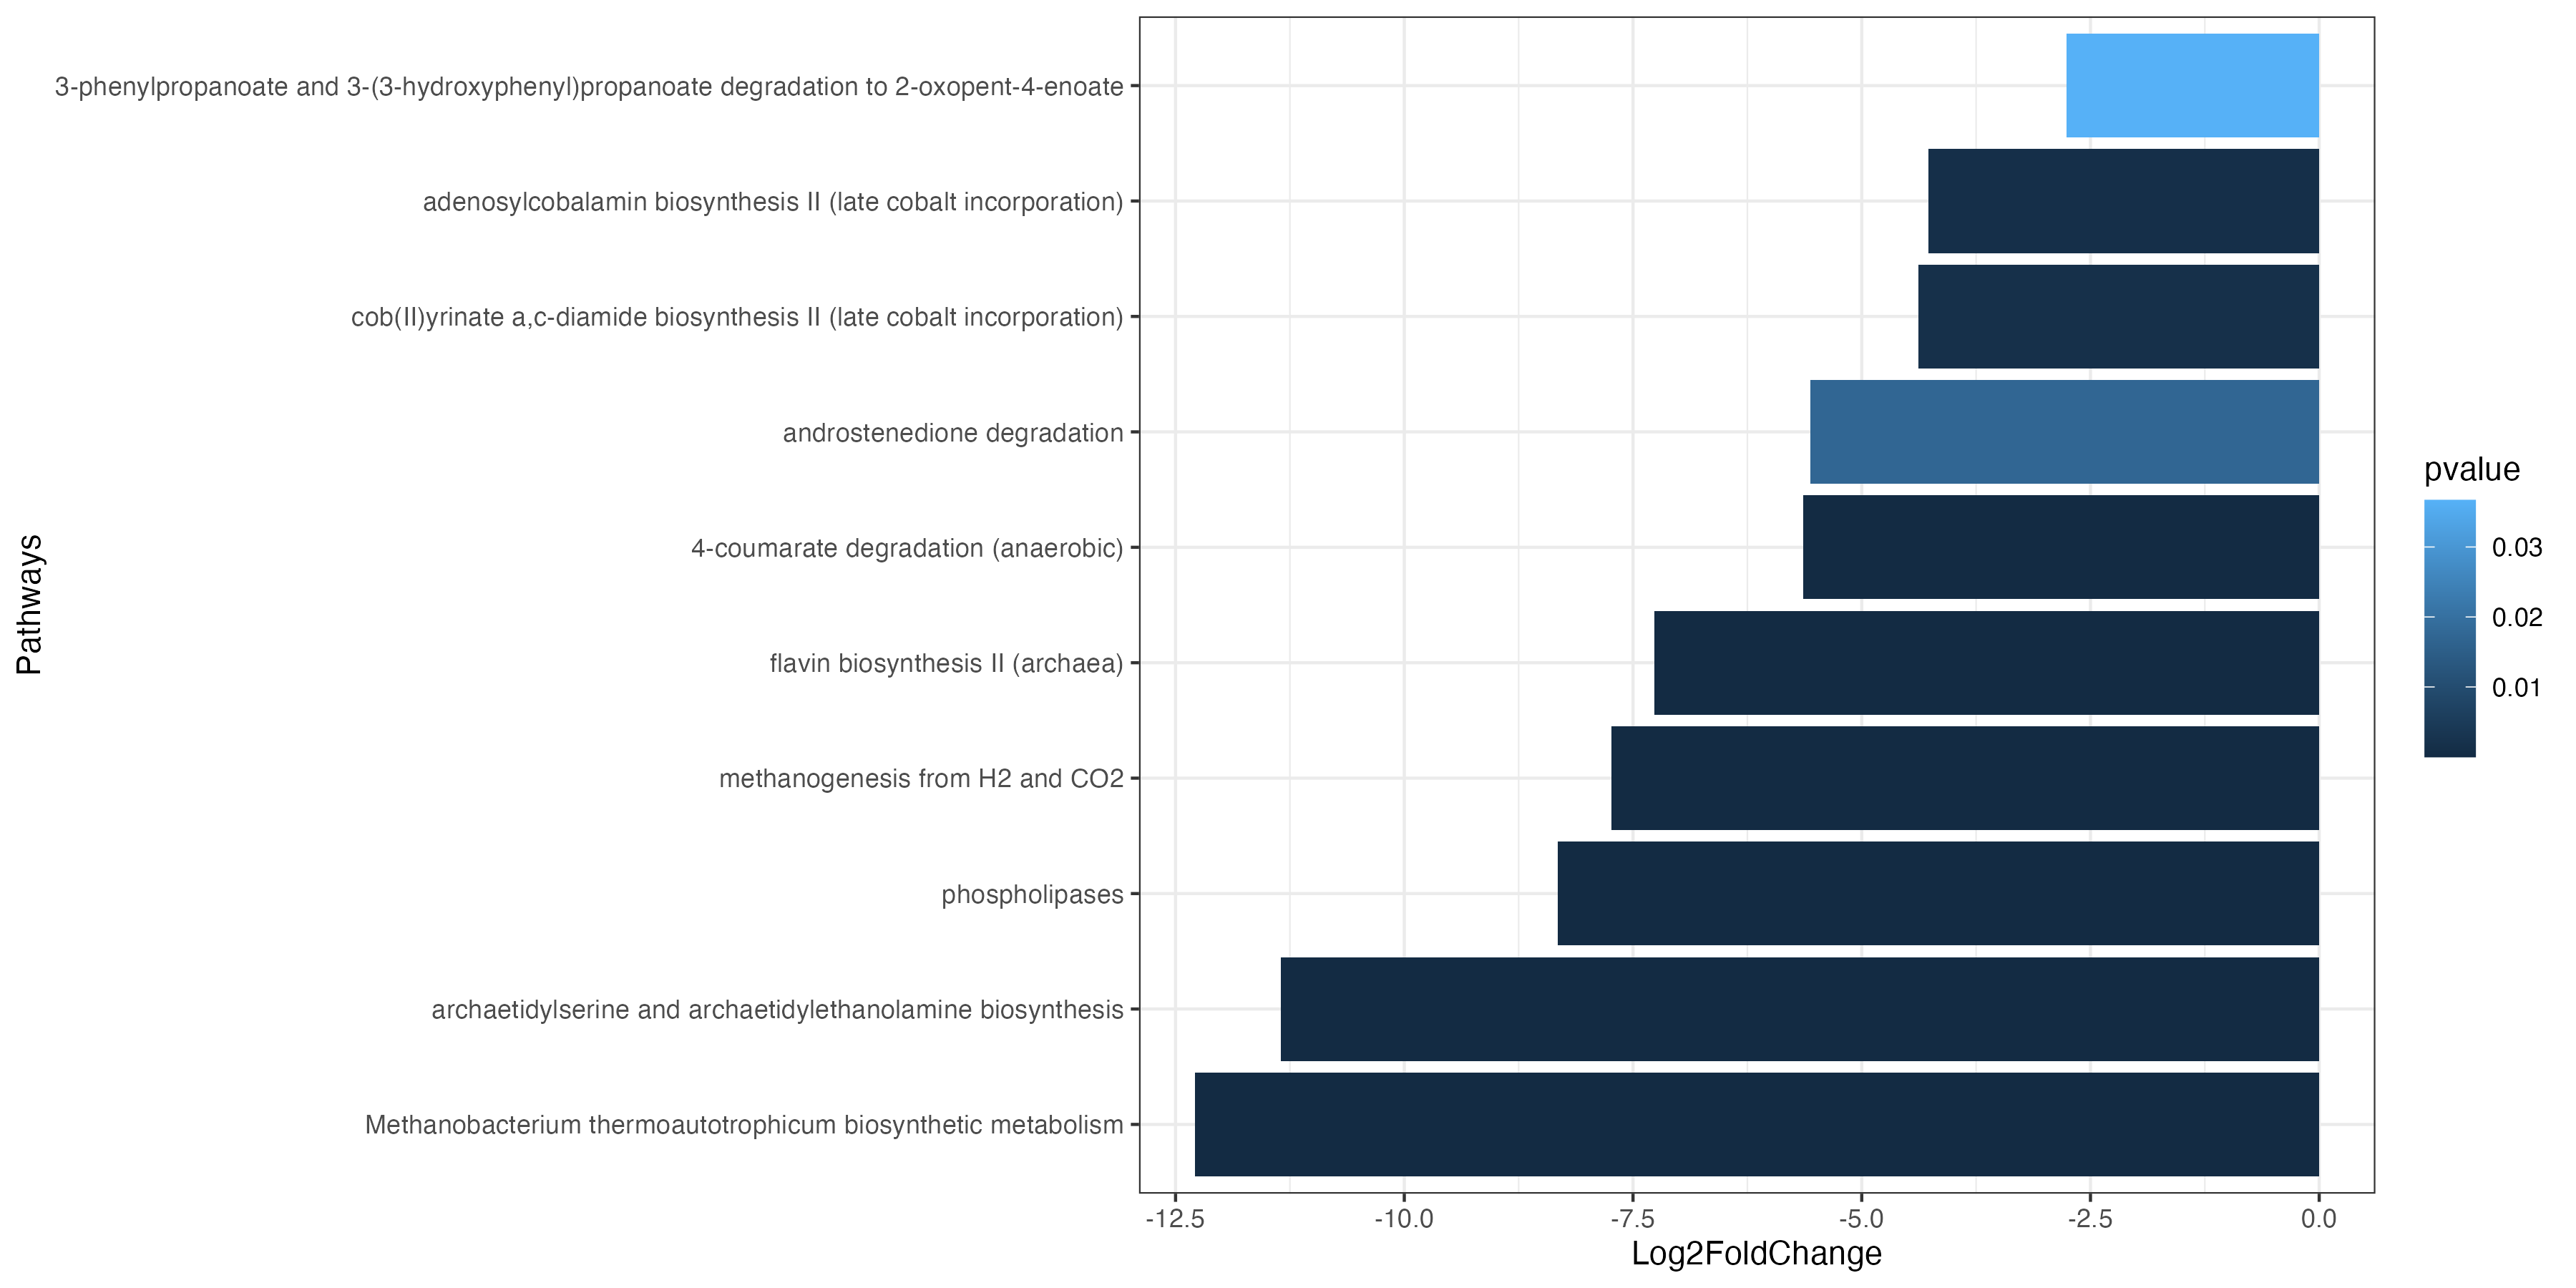 3-phenylpropanoate and 3-(3-hydroxyphenyl)propanoate degradation to 2-oxopent-4-enoate
adenosylcobalamin biosynthesis II (late cobalt incorporation)
cob(II)yrinate a,c-diamide biosynthesis II (late cobalt incorporation)
androstenedione degradation
4-coumarate degradation (anaerobic)
flavin biosynthesis II (archaea)
methanogenesis from H2 and CO2
phospholipases
archaetidylserine and archaetidylethanolamine biosynthesis
Methanobacterium thermoautotrophicum biosynthetic metabolism
Pathways
-12.5
-10.0
-7.5
-5.0
-2.5
0.0
Log2FoldChange
pvalue
0.03
0.02
0.01